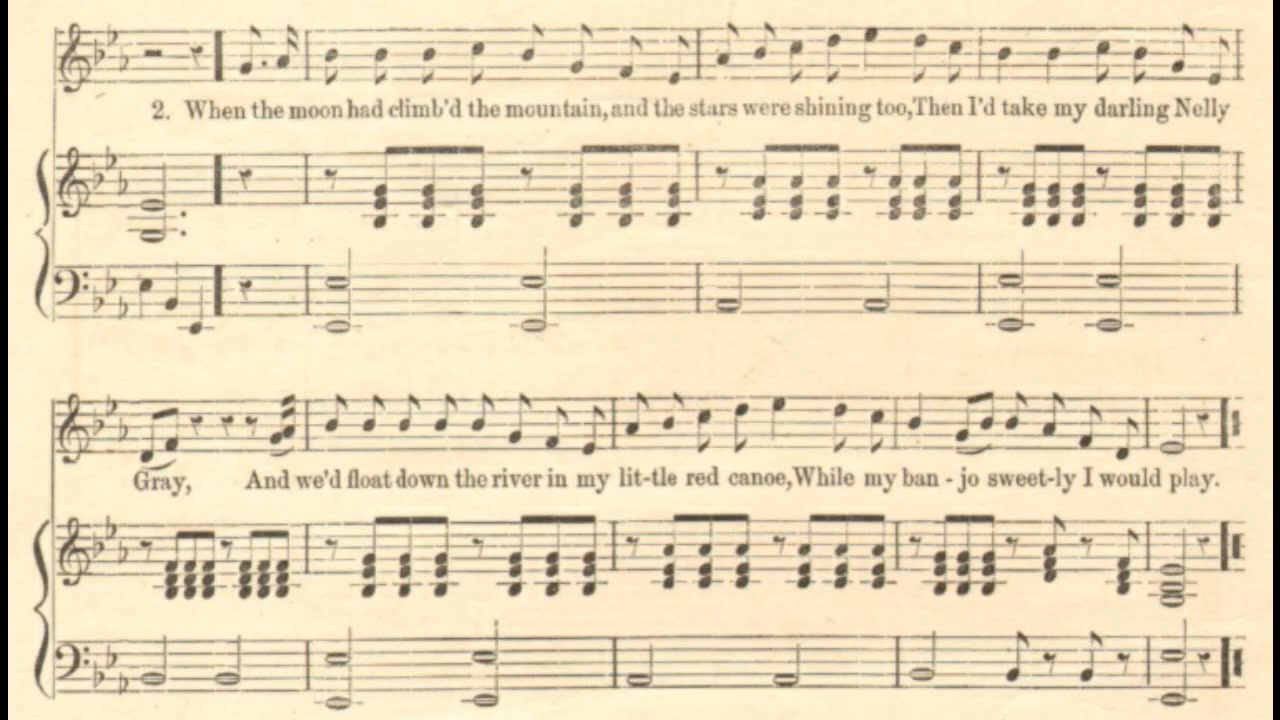 2. When the moon had climb'd the mountain, and the stars were shining too, Then I'd take my darling Nelly
Gray, And we'd float down the river in my lit-tle red canoe, While my ban - jo sweet-ly I would play.